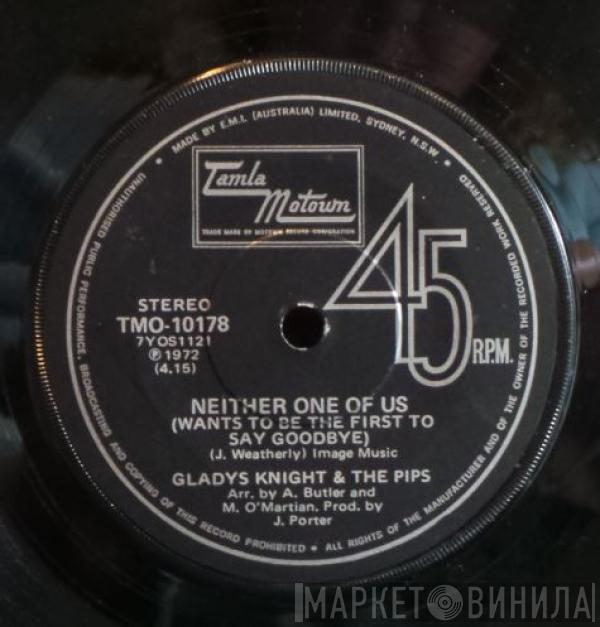 MADE BY E.M.I. (AUSTRALIA) LIMITED, SYDNEY, N.S.W. •
UNAUTHORISED PUBLIC PERFORMANCE, BROADCASTING AND COPYING OF THIS RECORD PROHIBITED • ALL RIGHTS OF THE MANUFACTURER AND OF THE OWNER OF THE RECORDED WORK RESERVED •
Tamla
Motown
TRADE MARK OF MOTOWN RECORD CORPORATION
45
R.P.M.
STEREO
TMO-10178
7YOS1121
℗ 1972
(4.15)
NEITHER ONE OF US
(WANTS TO BE THE FIRST TO
SAY GOODBYE)
(J. Weatherly) Image Music
GLADYS KNIGHT & THE PIPS
Arr. by A. Butler and
M. O'Martian. Prod. by
J. Porter
МАРКЕТ ВИНИЛА